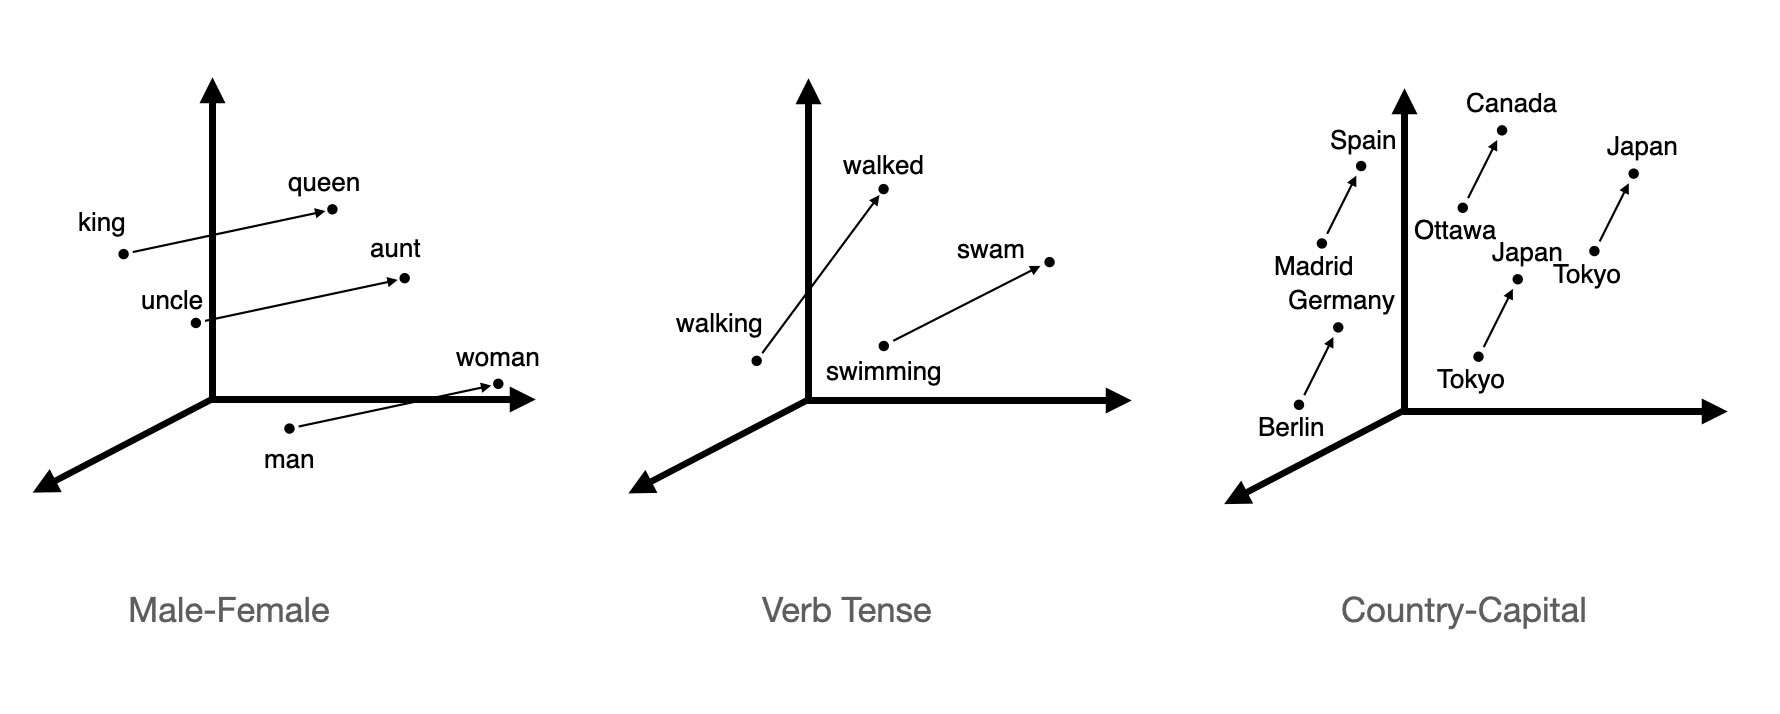 queen
king
aunt
uncle
woman
man
Male-Female
walked
swam
walking
swimming
Verb Tense
Canada
Spain
Japan
Ottawa
Madrid
Japan
Tokyo
Germany
Tokyo
Berlin
Country-Capital